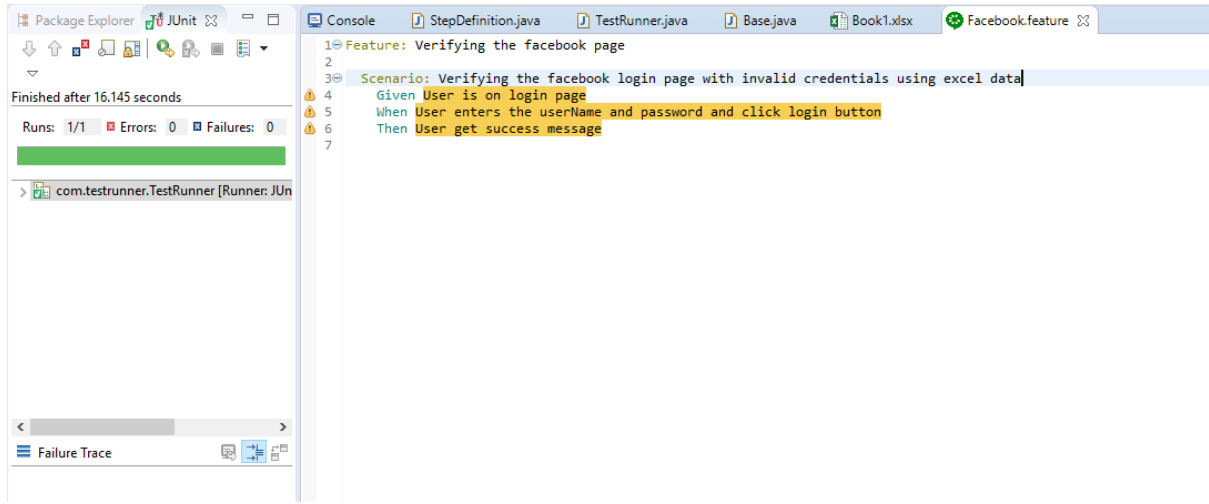 Package Explorer JUnit
Finished after 16.145 seconds
Runs: 1/1 Errors: 0 Failures: 0
com.testrunner.TestRunner [Runner: JUn
Failure Trace
Console StepDefinition.java TestRunner.java Base.java Book1.xlsx Facebook.feature
1 Feature: Verifying the facebook page
2
3 Scenario: Verifying the facebook login page with invalid credentials using excel data
4 Given User is on login page
5 When User enters the userName and password and click login button
6 Then User get success message
7